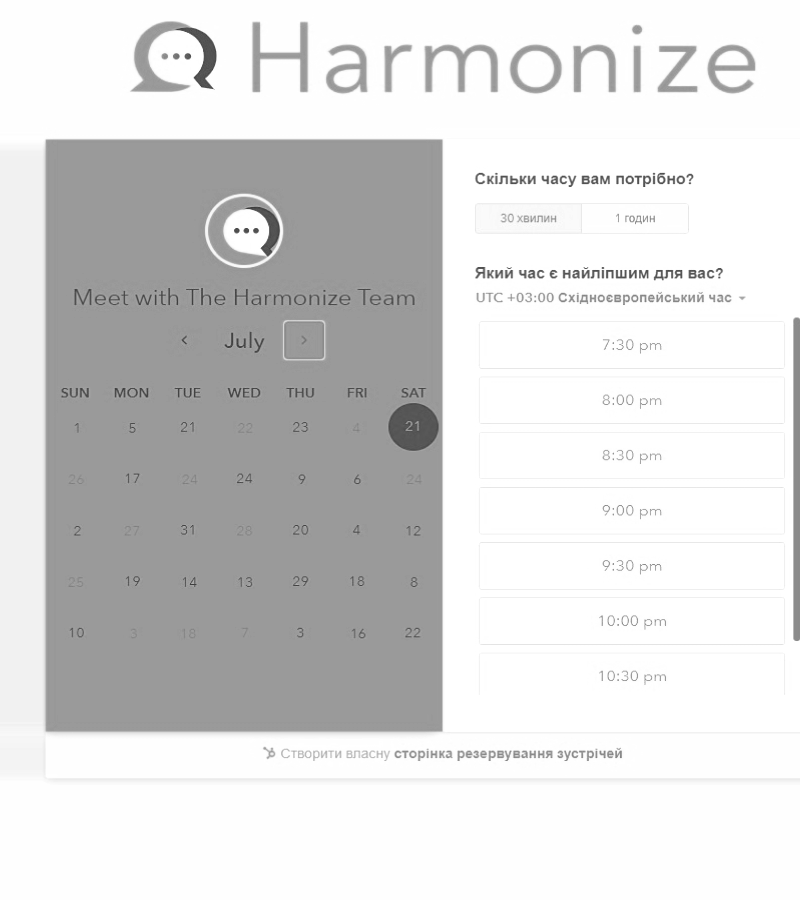 Harmonize
Meet with The Harmonize Team
July
SUN MON TUE WED THU FRI SAT
1 5 21 22 23 4 21
26 17 24 24 9 6 24
2 27 31 28 20 4 12
25 19 14 13 29 18 8
10 3 18 7 3 16 22
Скільки часу вам потрібно?
30 хвилин 1 годин
Який час є найліпшим для вас?
UTC +03:00 Східноєвропейський час
7:30 pm
8:00 pm
8:30 pm
9:00 pm
9:30 pm
10:00 pm
10:30 pm
Створити власну сторінка резервування зустрічей